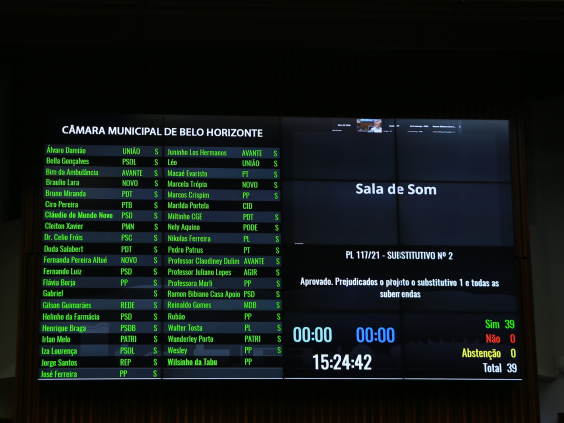 CÂMARA MUNICIPAL DE BELO HORIZONTE
Álvaro Damião UNIÃO S
Bella Gonçalves PSOL S
Bim da Ambulância AVANTE S
Braulio Lara NOVO S
Bruno Miranda PDT S
Ciro Pereira PTB S
Cláudio do Mundo Novo PSD S
Cleiton Xavier PMN S
Dr. Célio Fróis PSC S
Duda Salabert PDT S
Fernanda Pereira Altoé NOVO S
Fernando Luiz PSD S
Flávia Borja PP S
Gabriel S
Gilson Guimarães REDE S
Helinho da Farmácia PSD S
Henrique Braga PSDB S
Irlan Melo PATRI S
Iza Lourença PSOL S
Jorge Santos REP S
José Ferreira PP S
Juninho Los Hermanos AVANTE S
Léo UNIÃO S
Macaé Evaristo PT S
Marcela Trópia NOVO S
Marcos Crispim PP S
Marilda Portela CID
Miltinho CGE PDT S
Nely Aquino PODE S
Nikolas Ferreira PL S
Pedro Patrus PT S
Professor Claudiney Dulim AVANTE S
Professor Juliano Lopes AGIR S
Professora Marli PP S
Ramon Bibiano Casa Apoio PSD S
Reinaldo Gomes MDB S
Rubão PP S
Walter Tosta PL S
Wanderley Porto PATRI S
Wesley PP S
Wilsinho da Tabu PP S
Sala de Som
PL 117/21 - SUBSTITUTIVO Nº 2
Aprovado. Prejudicados o projeto o substitutivo 1 e todas as
subemendas
Sim 39
Não 0
Abstenção 0
Total 39
00:00 00:00
15:24:42